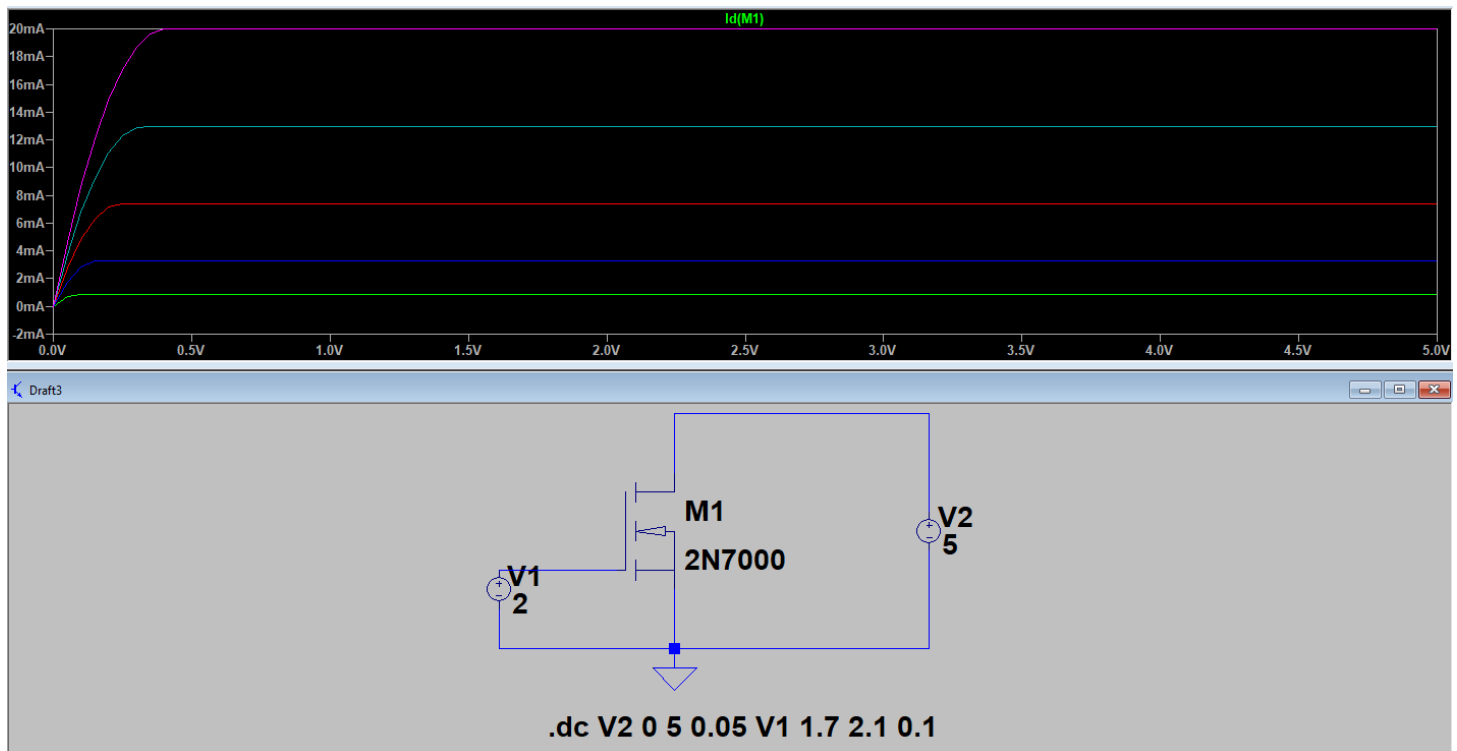 Id(M1)
20mA
18mA
16mA
14mA
12mA
10mA
8mA
6mA
4mA
2mA
0mA
-2mA
0.0V 0.5V 1.0V 1.5V 2.0V 2.5V 3.0V 3.5V 4.0V 4.5V 5.0V
Draft3
M1
2N7000
V1
2
V2
5
.dc V2 0 5 0.05 V1 1.7 2.1 0.1